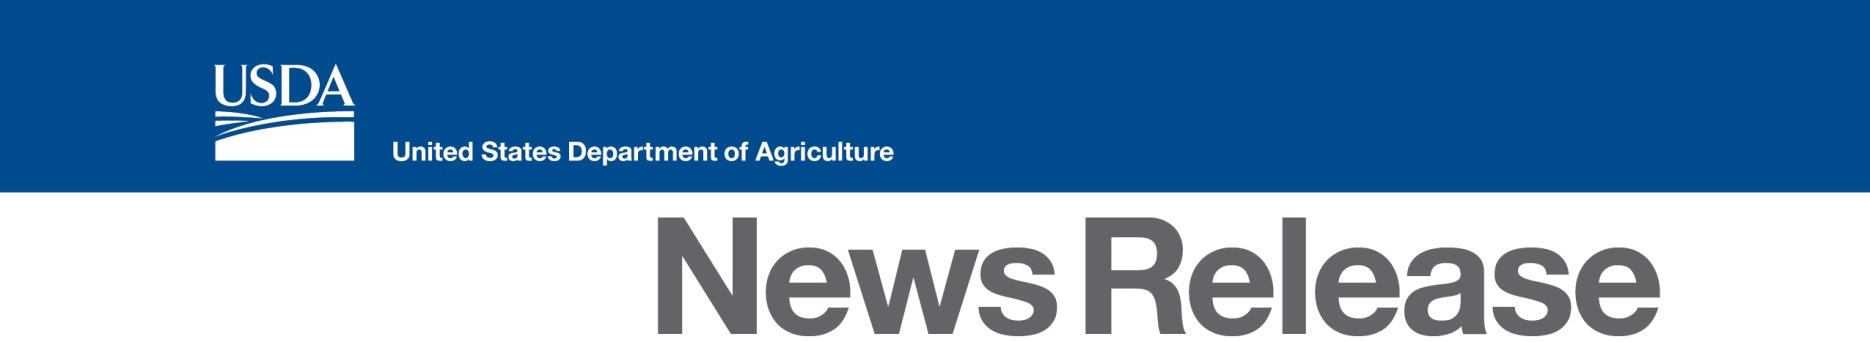 USDA
United States Department of Agriculture
News Release